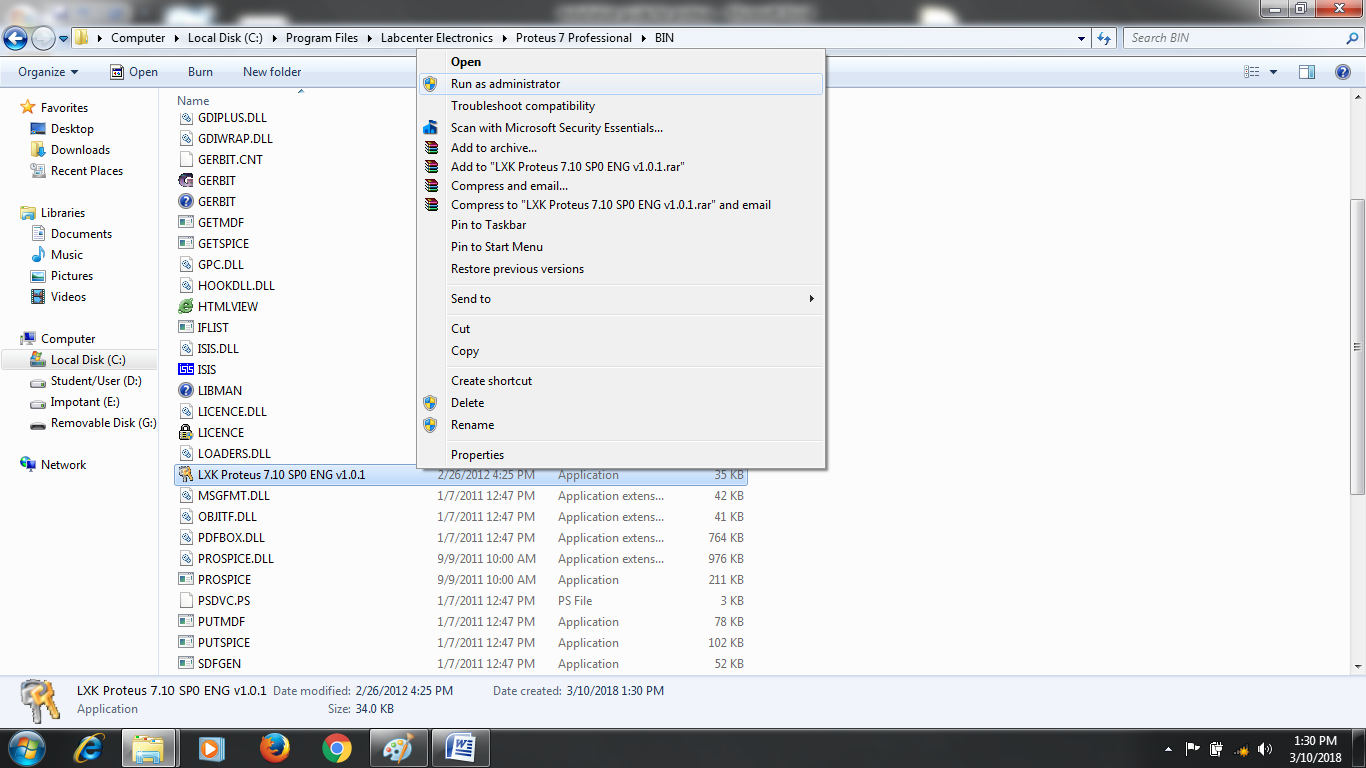 Computer Local Disk (C:) Program Files Labcenter Electronics Proteus 7 Professional BIN
Search BIN
Organize Open Burn New folder
Favorites
Desktop
Downloads
Recent Places
Libraries
Documents
Music
Pictures
Videos
Computer
Local Disk (C:)
Student/User (D:)
Impotant (E:)
Removable Disk (G:)
Network
Name
GDIPLUS.DLL
GDIWRAP.DLL
GERBIT.CNT
GERBIT
GERBIT
GETMDF
GETSPICE
GPC.DLL
HOOKDLL.DLL
HTMLVIEW
IFLIST
ISIS.DLL
ISIS ISIS
LIBMAN
LICENCE.DLL
LICENCE
LOADERS.DLL
LXK Proteus 7.10 SP0 ENG v1.0.1 2/26/2012 4:25 PM Application 35 KB
MSGFMT.DLL 1/7/2011 12:47 PM Application extens... 42 KB
OBJITF.DLL 1/7/2011 12:47 PM Application extens... 41 KB
PDFBOX.DLL 1/7/2011 12:47 PM Application extens... 764 KB
PROSPICE.DLL 9/9/2011 10:00 AM Application extens... 976 KB
PROSPICE 9/9/2011 10:00 AM Application 211 KB
PSDVC.PS 1/7/2011 12:47 PM PS File 3 KB
PUTMDF 1/7/2011 12:47 PM Application 78 KB
PUTSPICE 1/7/2011 12:47 PM Application 102 KB
SDFGEN 1/7/2011 12:47 PM Application 52 KB
Open
Run as administrator
Troubleshoot compatibility
Scan with Microsoft Security Essentials...
Add to archive...
Add to "LXK Proteus 7.10 SP0 ENG v1.0.1.rar"
Compress and email...
Compress to "LXK Proteus 7.10 SP0 ENG v1.0.1.rar" and email
Pin to Taskbar
Pin to Start Menu
Restore previous versions
Send to
Cut
Copy
Create shortcut
Delete
Rename
Properties
LXK Proteus 7.10 SP0 ENG v1.0.1 Date modified: 2/26/2012 4:25 PM Date created: 3/10/2018 1:30 PM
Application Size: 34.0 KB
1:30 PM
3/10/2018